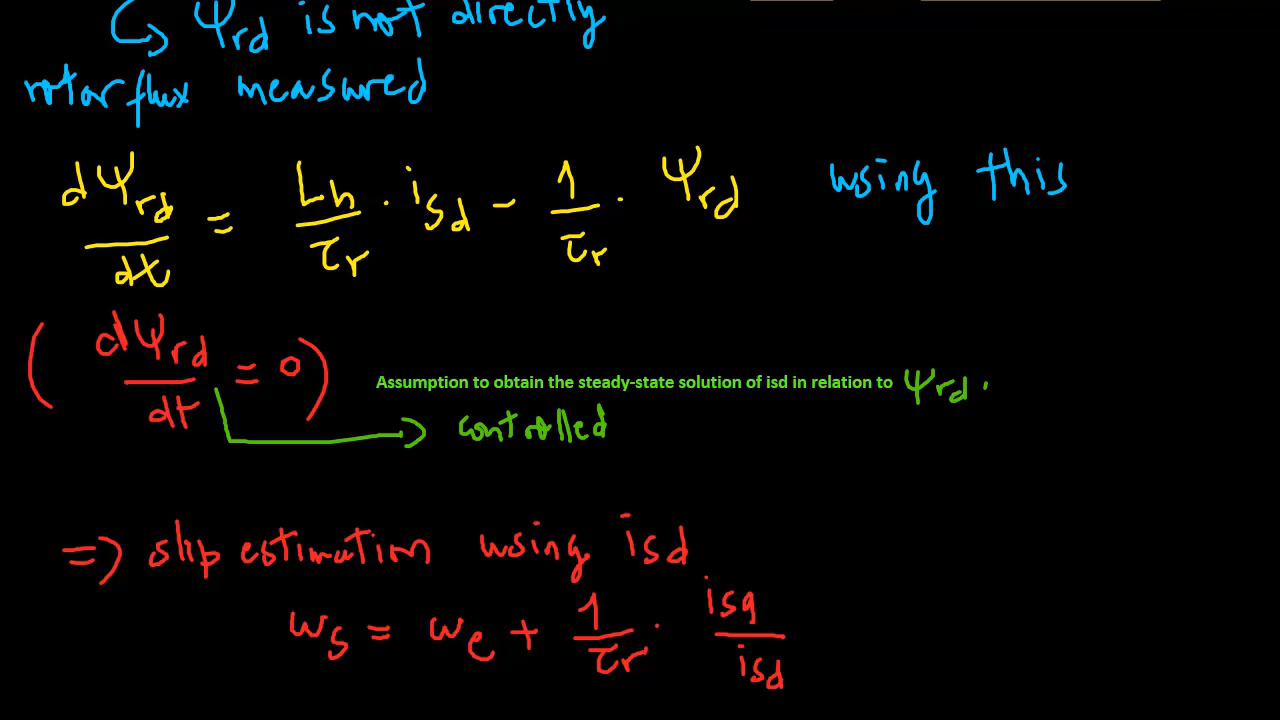 ↳ Ψrd is not directly
rotor flux measured
dΨrd/dt = Lh/τr · isd - 1/τr · Ψrd using this
( dΨrd/dt = 0 )
Assumption to obtain the steady-state solution of isd in relation to Ψrd.
controlled
=> slip estimation using isd
ws = we + 1/τr · isq/isd